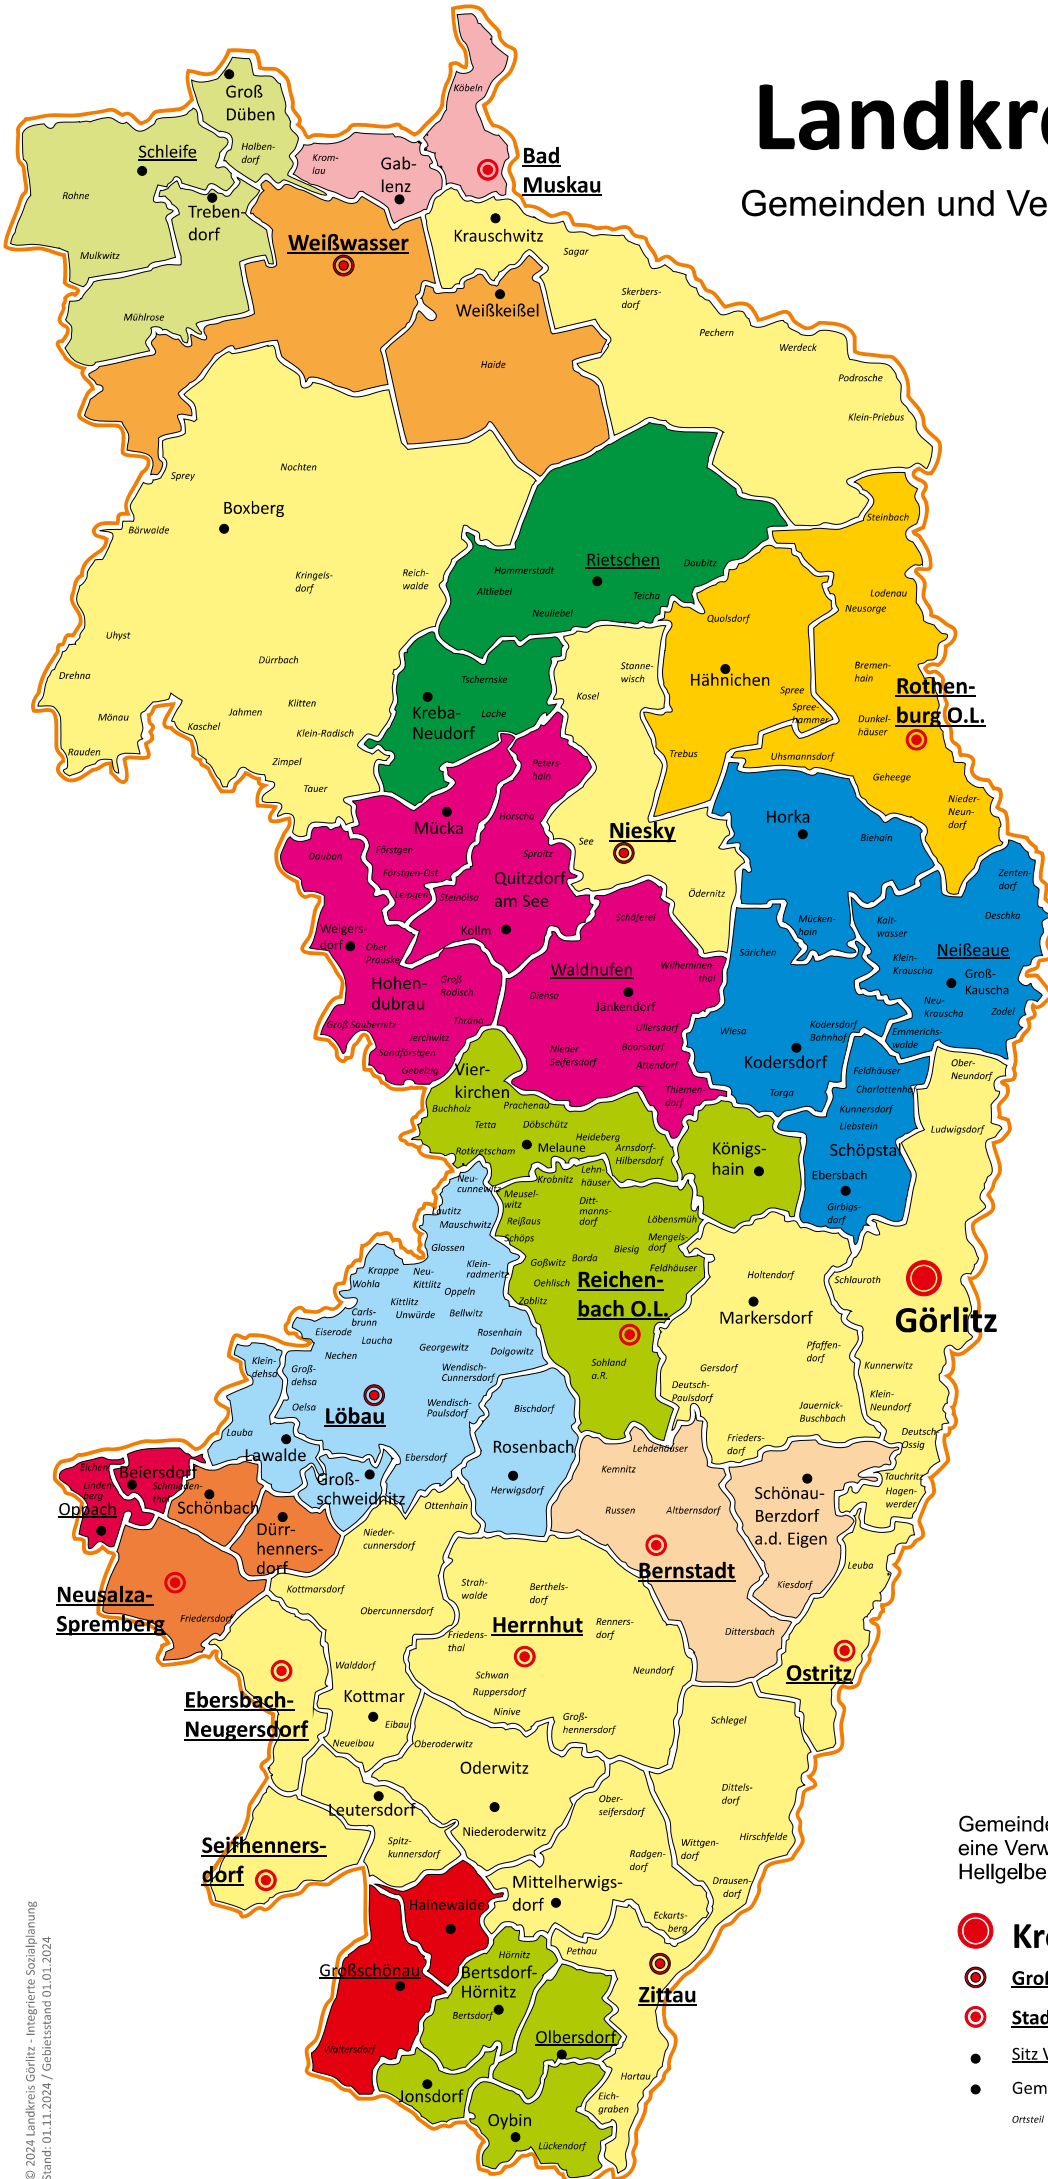 Landkre
Gemeinden und Ve
Köbeln
Groß
Düben
Halben-
dorf
Schleife
Krom-
lau
Gab-
lenz
Bad
Muskau
Rohne
Treben-
dorf
Mulkwitz
Mühlrose
Weißwasser
Krauschwitz
Sagar
Weißkeißel
Skerbers-
dorf
Pechern
Werdeck
Haide
Podrosche
Klein-Priebus
Sprey
Nochten
Boxberg
Bärwalde
Kringels-
dorf
Reich-
walde
Uhyst
Dürrbach
Drehna
Mönau
Kaschel
Jahmen
Klitten
Klein-Radisch
Rauden
Zimpel
Tauer
Steinbach
Rietschen
Hammerstadt
Daubitz
Altliebel
Teicha
Neuliebel
Lodenau
Neusorge
Quolsdorf
Stanne-
wisch
Kosel
Hähnichen
Bremen-
hain
Rothen-
burg O.L.
Spree
Spree-
hammer
Dunkel-
häuser
Trebus
Uhsmannsdorf
Geheege
Nieder-
Neun-
dorf
Tschernske
Kreba-
Neudorf
Lache
Peters-
hain
Mücka
Horscha
Förstgen
Förstgen-Ost
Leipgen
Steinölsa
Sproitz
Quitzdorf
am See
Kollm
See
Niesky
Ödernitz
Horka
Biehain
Dauban
Weigers-
dorf
Ober
Prauske
Hohen-
dubrau
Groß
Radisch
Groß Saubernitz
Thräna
Jerchwitz
Sandförstgen
Gebelzig
Schäferei
Waldhufen
Wilheminen-
thal
Diehsa
Jänkendorf
Ullersdorf
Nieder
Seifersdorf
Baarsdorf
Attendorf
Thiemen-
dorf
Mücken-
hain
Särichen
Zenten-
dorf
Kalt-
wasser
Deschka
Neißeaue
Klein-
Krauscha
Groß-
Kauscha
Neu-
Krauscha
Zodel
Emmerichs-
walde
Wiesa
Kodersdorf
Bahnhof
Kodersdorf
Torga
Feldhäuser
Charlottenhof
Kunnersdorf
Liebstein
Schöpstal
Ebersbach
Girbigs-
dorf
Ober-
Neundorf
Ludwigsdorf
Vier-
kirchen
Buchholz
Prachenau
Tetta
Döbschütz
Heideberg
Rotkretscham
Melaune
Arnsdorf-
Hilbersdorf
Königs-
hain
Neu-
cunnewitz
Krobnitz
Lehn-
häuser
Meusel-
witz
Lautitz
Mauschwitz
Reißaus
Schöps
Ditt-
manns-
dorf
Löbensmüh
Mengels-
dorf
Glossen
Goßwitz
Borda
Blesig
Feldhäuser
Oehlisch
Zoblitz
Reichen-
bach O.L.
Sohland
a.R.
Krappe
Wohla
Neu-
Kittlitz
Klein-
radmeritz
Oppeln
Kittlitz
Unwürde
Bellwitz
Carls-
brunn
Eiserode
Laucha
Rosenhain
Nechen
Georgewitz
Dolgowitz
Klein-
dehsa
Groß-
dehsa
Wendisch-
Cunnersdorf
Oelsa
Löbau
Wendisch-
Paulsdorf
Lauba
Lawalde
Ebersdorf
Groß-
schweidnitz
Bischdorf
Rosenbach
Herwigsdorf
Holtendorf
Schlauroth
Markersdorf
Görlitz
Pfaffen-
dorf
Gersdorf
Kunnerwitz
Deutsch-
Paulsdorf
Klein-
Neundorf
Jauernick-
Buschbach
Frieders-
dorf
Deutsch
Ossig
Tauchritz
Hagen-
werder
Lehdehäuser
Kemnitz
Russen
Altbernsdorf
Bernstadt
Schönau-
Berzdorf
a.d. Eigen
Kiesdorf
Dittersbach
Leuba
Ostritz
Eichen
Beiersdorf
Linden-
berg
Schmieden-
thal
Oppach
Schönbach
Dürr-
henners-
dorf
Neusalza-
Spremberg
Friedersdorf
Ottenhain
Nieder-
cunnersdorf
Kottmarsdorf
Obercunnersdorf
Walddorf
Kottmar
Eibau
Neueibau
Ebersbach-
Neugersdorf
Strah-
walde
Berthels-
dorf
Herrnhut
Renners-
dorf
Friedens-
thal
Schwan
Ruppersdorf
Neundorf
Ninive
Groß-
hennersdorf
Oberoderwitz
Oderwitz
Niederoderwitz
Leutersdorf
Spitz-
kunnersdorf
Seifhenners-
dorf
Schlegel
Dittels-
dorf
Ober-
seifersdorf
Wittgen-
dorf
Hirschfelde
Radgen-
dorf
Drausen-
dorf
Mittelherwigs-
dorf
Eckarts-
berg
Pethau
Zittau
Hainewalde
Großschönau
Waltersdorf
Hörnitz
Bertsdorf-
Hörnitz
Bertsdorf
Olbersdorf
Jonsdorf
Oybin
Lückendorf
Hartau
Eich-
graben
Gemeinde
eine Verw
Hellgelbe
Kre
Groß
Stad
Sitz V
Gem
Ortsteil
© 2024 Landkreis Görlitz - Integrierte Sozialplanung
Stand: 01.11.2024 / Gebietsstand 01.01.2024